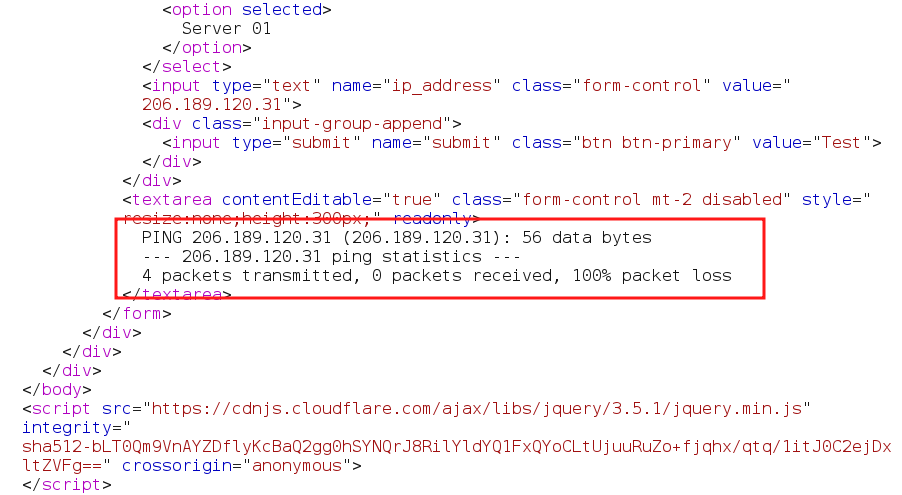 <option selected>
Server 01
</option>
</select>
<input type="text" name="ip_address" class="form-control" value="
206.189.120.31">
<div class="input-group-append">
<input type="submit" name="submit" class="btn btn-primary" value="Test">
</div>
</div>
<textarea contentEditable="true" class="form-control mt-2 disabled" style="
resize:none;height:300px;" readonly>
PING 206.189.120.31 (206.189.120.31): 56 data bytes
--- 206.189.120.31 ping statistics ---
4 packets transmitted, 0 packets received, 100% packet loss
</textarea>
</form>
</div>
</div>
</div>
</body>
<script src="https://cdnjs.cloudflare.com/ajax/libs/jquery/3.5.1/jquery.min.js"
integrity="
sha512-bLT0Qm9VnAYZDflyKcBaQ2gg0hSYNQrJ8RilYldYQ1FxQYoCLtUjuuRuZo+fjqhx/qtq/1itJ0C2ejDx
ltZVFg==" crossorigin="anonymous">
</script>